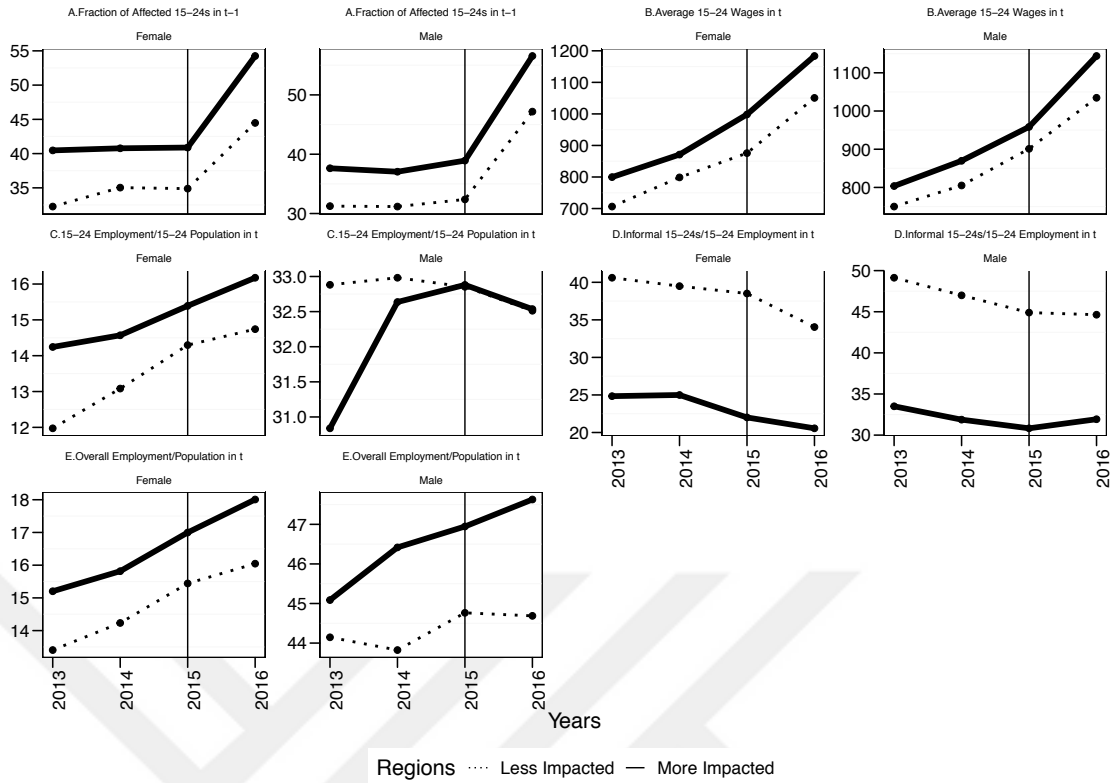 A.Fraction of Affected 15−24s in t−1
A.Fraction of Affected 15−24s in t−1
B.Average 15−24 Wages in t
B.Average 15−24 Wages in t
Female
Male
Female
Male
55
50
45
40
35
50
40
30
1200
1100
1000
900
800
700
1100
1000
900
800
C.15−24 Employment/15−24 Population in t
C.15−24 Employment/15−24 Population in t
D.Informal 15−24s/15−24 Employment in t
D.Informal 15−24s/15−24 Employment in t
Female
Male
Female
Male
16
14
13
12
33.0
32.5
32.0
31.5
31.0
40
35
30
25
20
50
45
35
30
2013
2014
2015
2016
2013
2014
2015
2016
E.Overall Employment/Population in t
E.Overall Employment/Population in t
Female
Male
18
17
16
15
14
47
46
45
44
2013
2014
2015
2016
2013
2014
2015
2016
Years
Regions
Less Impacted
More Impacted